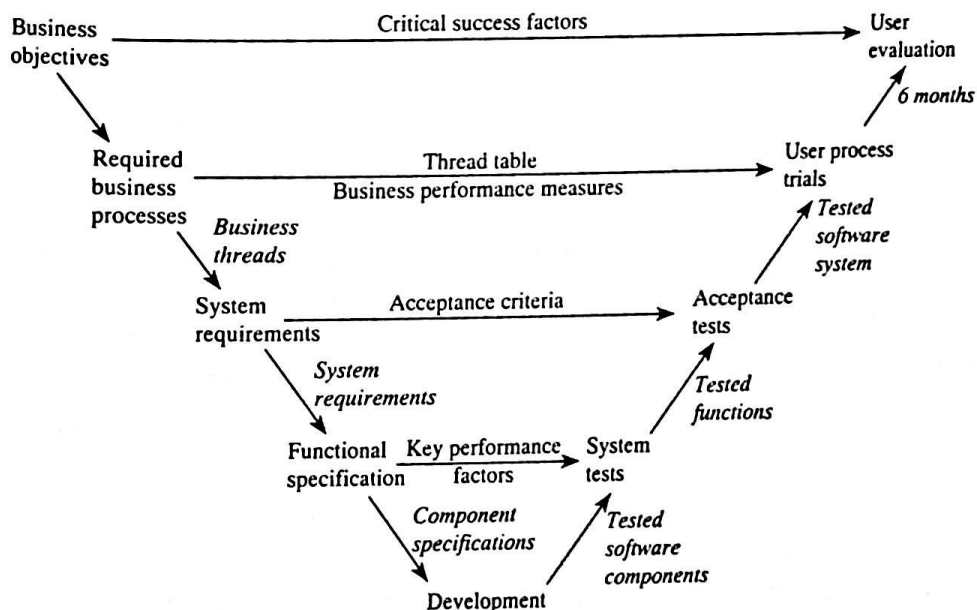 Business
objectives
Critical success factors
User
evaluation
6 months
Required
business
processes
Thread table
Business performance measures
User process
trials
Business
threads
Tested
software
system
System
requirements
Acceptance criteria
Acceptance
tests
System
requirements
Tested
functions
Functional
specification
Key performance
factors
System
tests
Component
specifications
Tested
software
components
Development